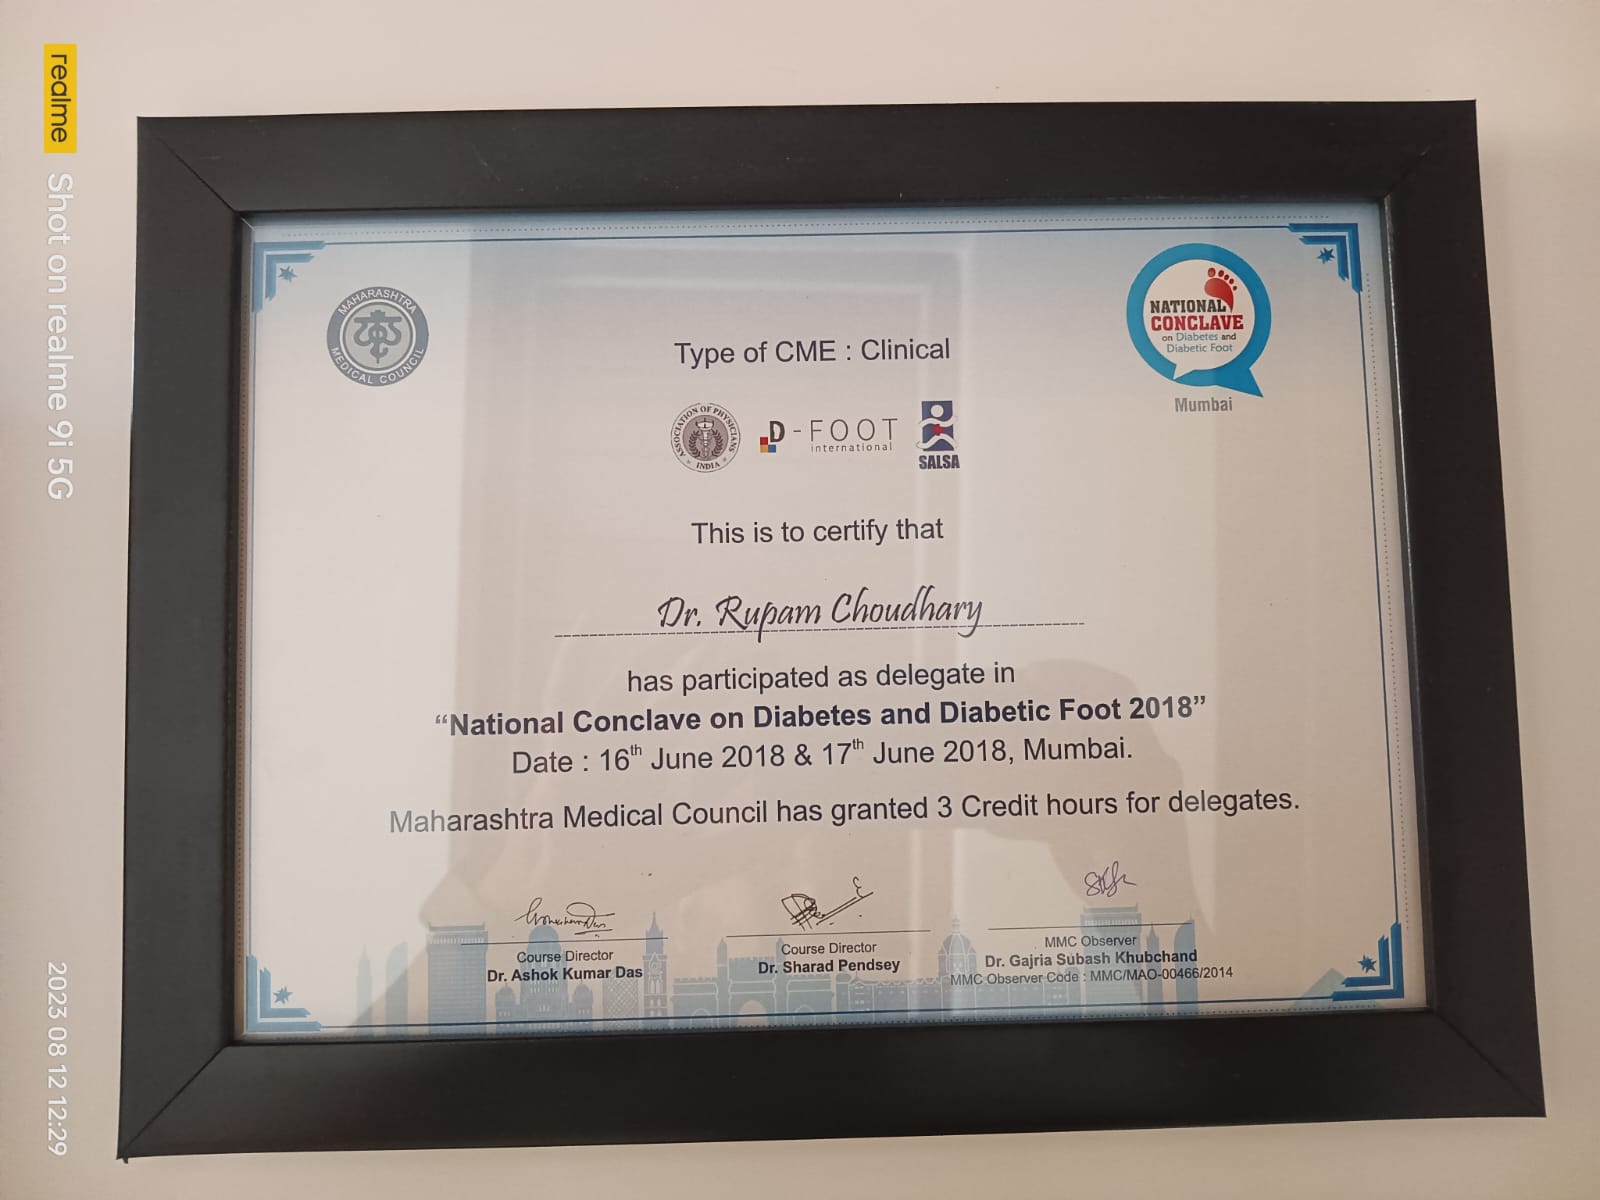 realme
Shot on realme 9i 5G
2023 08 12 12:29
MAHARASHTRA
MEDICAL COUNCIL
NATIONAL
CONCLAVE
on Diabetes and
Diabetic Foot
Mumbai
Type of CME : Clinical
ASSOCIATION OF PHYSICIANS
INDIA
D-FOOT
international
SALSA
This is to certify that
Dr. Rupam Choudhary
has participated as delegate in
“National Conclave on Diabetes and Diabetic Foot 2018”
Date : 16th June 2018 & 17th June 2018, Mumbai.
Maharashtra Medical Council has granted 3 Credit hours for delegates.
Course Director
Dr. Ashok Kumar Das
Course Director
Dr. Sharad Pendsey
MMC Observer
Dr. Gajria Subash Khubchand
MMC Observer Code : MMC/MAO-00466/2014